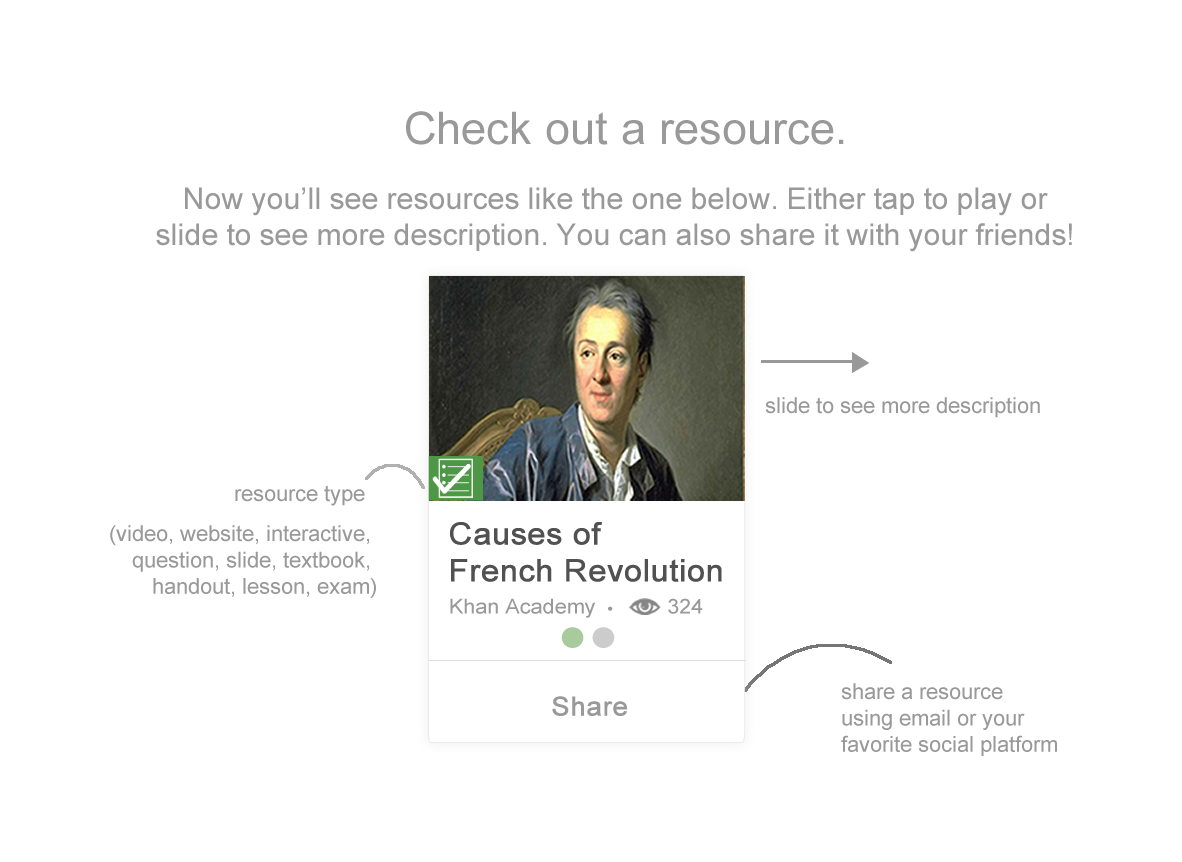 Check out a resource.
Now you’ll see resources like the one below. Either tap to play or
slide to see more description. You can also share it with your friends!
slide to see more description
resource type
(video, website, interactive,
question, slide, textbook,
handout, lesson, exam)
Causes of
French Revolution
Khan Academy • 324
Share
share a resource
using email or your
favorite social platform